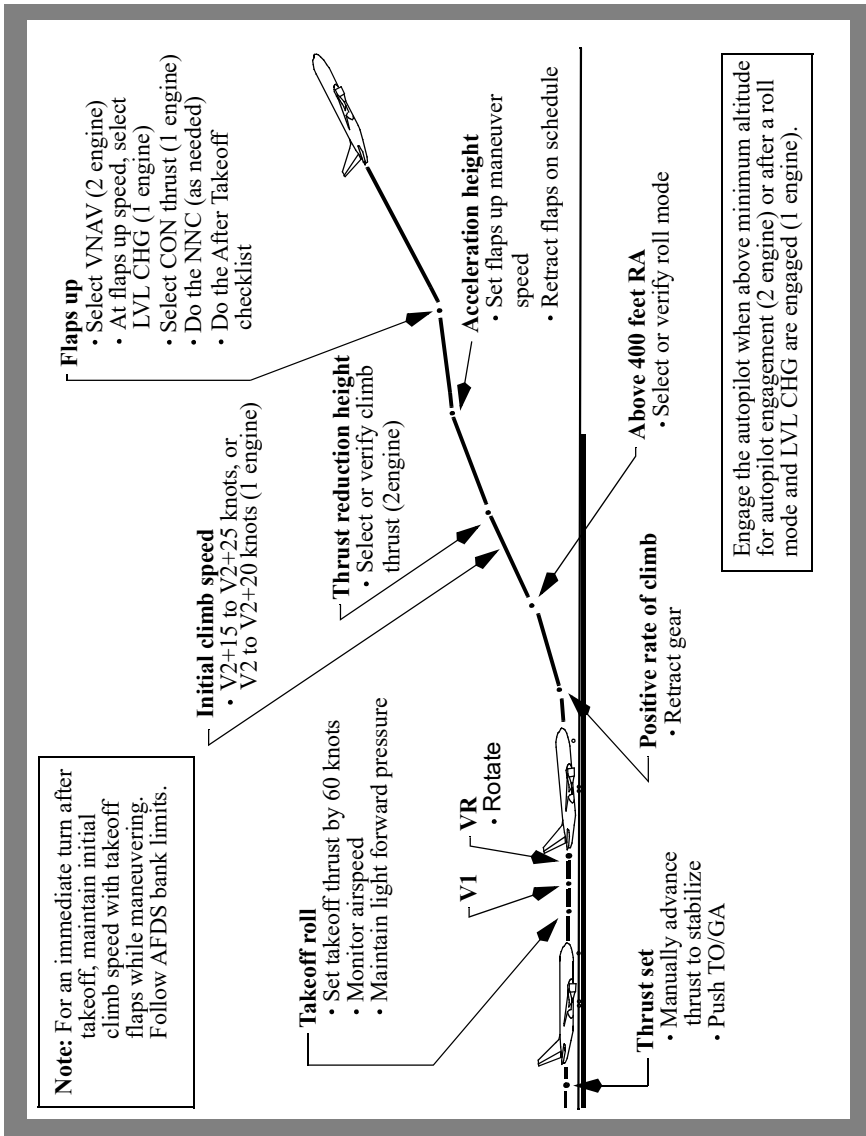 Note: For an immediate turn after
takeoff, maintain initial
climb speed with takeoff
flaps while maneuvering.
Follow AFDS bank limits.
Takeoff roll
• Set takeoff thrust by 60 knots
• Monitor airspeed
• Maintain light forward pressure
Thrust set
• Manually advance
thrust to stabilize
• Push TO/GA
V1
VR
• Rotate
Positive rate of climb
• Retract gear
Initial climb speed
• V2+15 to V2+25 knots, or
V2 to V2+20 knots (1 engine)
Above 400 feet RA
• Select or verify roll mode
Thrust reduction height
• Select or verify climb
thrust (2engine)
Acceleration height
• Set flaps up maneuver
speed
• Retract flaps on schedule
Flaps up
• Select VNAV (2 engine)
• At flaps up speed, select
LVL CHG (1 engine)
• Select CON thrust (1 engine)
• Do the NNC (as needed)
• Do the After Takeoff
checklist
Engage the autopilot when above minimum altitude
for autopilot engagement (2 engine) or after a roll
mode and LVL CHG are engaged (1 engine).